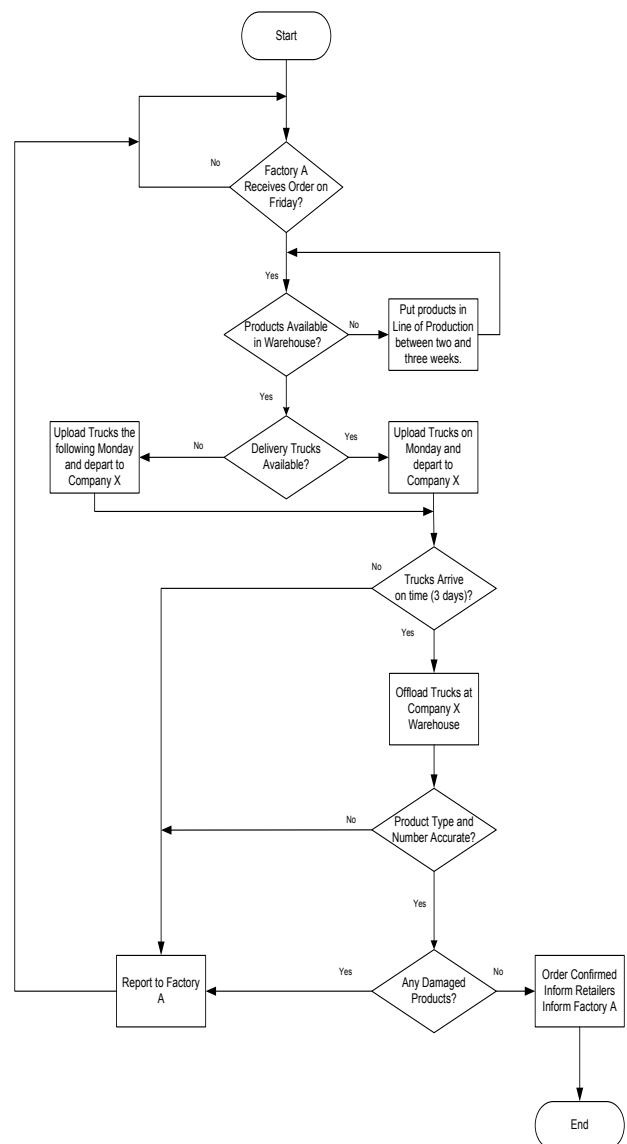 Start
No
Factory A
Receives Order on
Friday?
Yes
Products Available
in Warehouse?
No
Put products in
Line of Production
between two and
three weeks.
Yes
Upload Trucks the
following Monday
and depart to
Company X
No
Delivery Trucks
Available?
Yes
Upload Trucks on
Monday and
depart to
Company X
No
Trucks Arrive
on time (3 days)?
Yes
Offload Trucks at
Company X
Warehouse
No
Product Type and
Number Accurate?
Yes
Report to Factory
A
Yes
Any Damaged
Products?
No
Order Confirmed
Inform Retailers
Inform Factory A
End